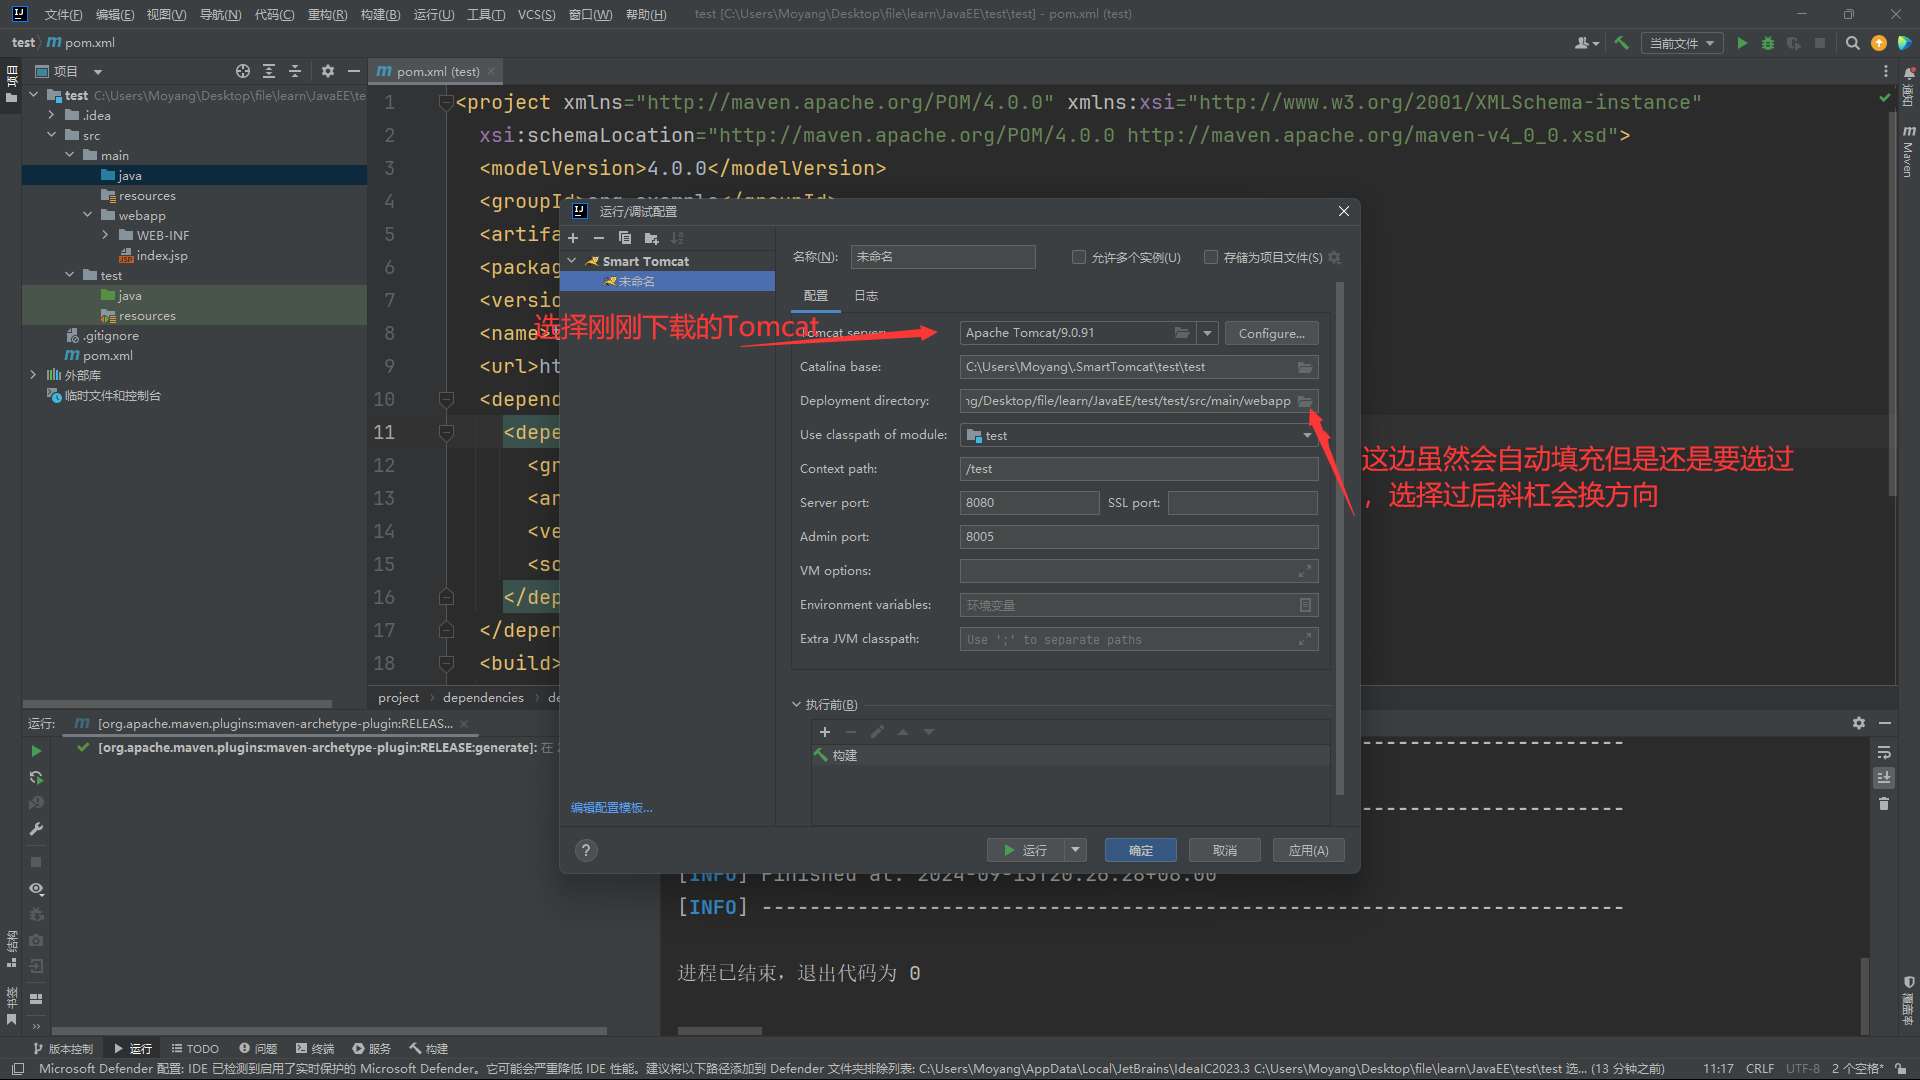 文件(F) 编辑(E) 视图(V) 导航(N) 代码(C) 重构(R) 构建(B) 运行(U) 工具(T) VCS(S) 窗口(W) 帮助(H) test [C:\Users\Moyang\Desktop\file\learn\JavaEE\test\test] - pom.xml (test)
test pom.xml
当前文件
项目
项目
pom.xml (test)
test C:\Users\Moyang\Desktop\file\learn\JavaEE\te
.idea
src
main
java
resources
webapp
WEB-INF
index.jsp
test
java
resources
.gitignore
pom.xml
外部库
临时文件和控制台
1 <project xmlns="http://maven.apache.org/POM/4.0.0" xmlns:xsi="http://www.w3.org/2001/XMLSchema-instance"
2 xsi:schemaLocation="http://maven.apache.org/POM/4.0.0 http://maven.apache.org/maven-v4_0_0.xsd">
3 <modelVersion>4.0.0</modelVersion>
4 <groupId>org.example</groupId>
5 <artifa
6 <packag
7 <versio
8 <name>t
9 <url>ht
10 <depend
11 <depe
12 <gr
13 <ar
14 <ve
15 <sc
16 </dep
17 </depen
18 <build>
project dependencies de
通知
Maven
运行/调试配置
Smart Tomcat
未命名
名称(N): 未命名 允许多个实例(U) 存储为项目文件(S)
配置 日志
选择刚刚下载的Tomcat
Tomcat server: Apache Tomcat/9.0.91 Configure...
Catalina base: C:\Users\Moyang\.SmartTomcat\test\test
Deployment directory: ng/Desktop/file/learn/JavaEE/test/test/src/main/webapp
Use classpath of module: test
这边虽然会自动填充但是还是要选过
，选择过后斜杠会换方向
Context path: /test
Server port: 8080 SSL port:
Admin port: 8005
VM options:
Environment variables: 环境变量
Extra JVM classpath: Use ';' to separate paths
执行前(B)
构建
编辑配置模板...
? 运行 确定 取消 应用(A)
运行: [org.apache.maven.plugins:maven-archetype-plugin:RELEAS...
[org.apache.maven.plugins:maven-archetype-plugin:RELEASE:generate]: 在
[INFO] Finished at: 2024-09-13T20:28:28+08:00
[INFO] ------------------------------------------------------------------------
进程已结束，退出代码为 0
结构
书签
覆盖率
版本控制 运行 TODO 问题 终端 服务 构建
Microsoft Defender 配置: IDE 已检测到启用了实时保护的 Microsoft Defender。它可能会严重降低 IDE 性能。建议将以下路径添加到 Defender 文件夹排除列表: C:\Users\Moyang\AppData\Local\JetBrains\IdeaIC2023.3 C:\Users\Moyang\Desktop\file\learn\JavaEE\test\test 选... (13 分钟之前) 11:17 CRLF UTF-8 2 个空格*